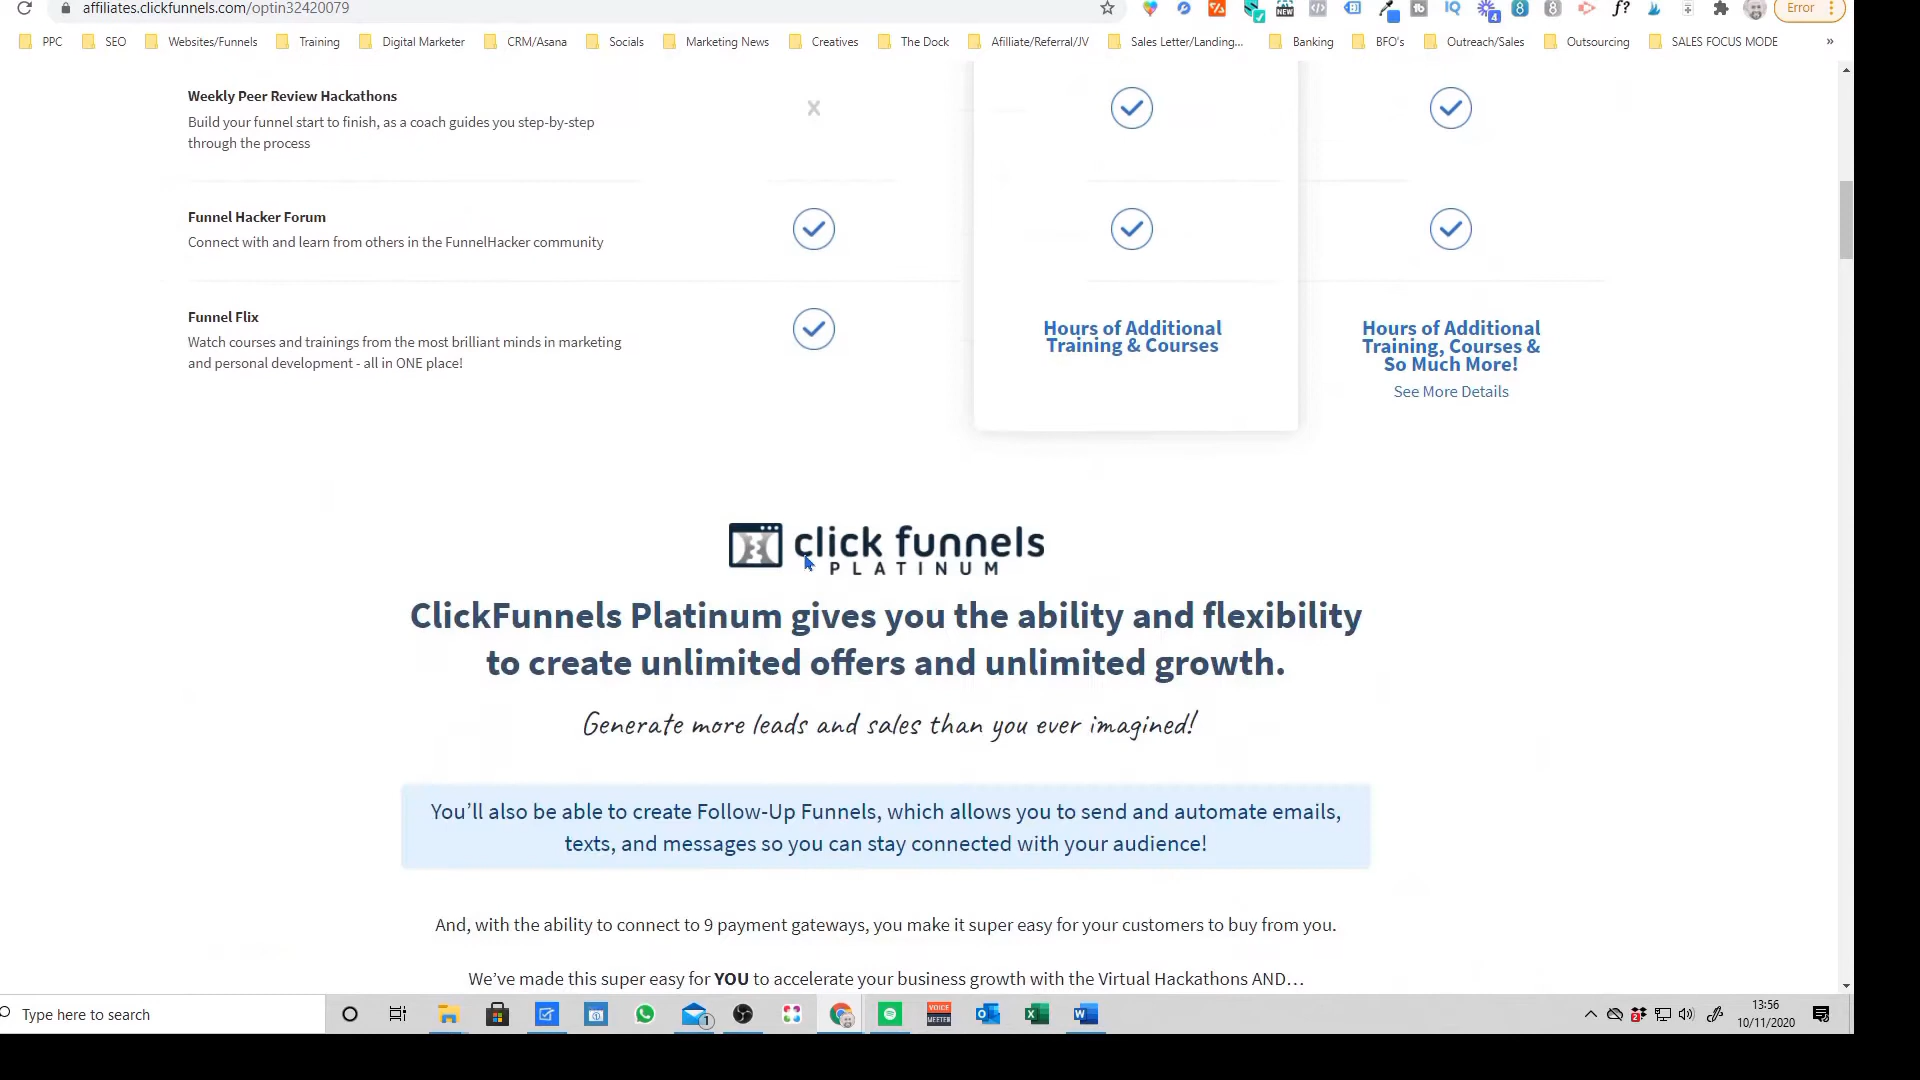 affiliates.clickfunnels.com/optin32420079
Error
PPC SEO Websites/Funnels Training Digital Marketer CRM/Asana Socials Marketing News Creatives The Dock Afilliate/Referral/JV Sales Letter/Landing... Banking BFO's Outreach/Sales Outsourcing SALES FOCUS MODE »
Weekly Peer Review Hackathons
Build your funnel start to finish, as a coach guides you step-by-step
through the process
X
Funnel Hacker Forum
Connect with and learn from others in the FunnelHacker community
Funnel Flix
Watch courses and trainings from the most brilliant minds in marketing
and personal development - all in ONE place!
Hours of Additional
Training & Courses
Hours of Additional
Training, Courses &
So Much More!
See More Details
click funnels
PLATINUM
ClickFunnels Platinum gives you the ability and flexibility
to create unlimited offers and unlimited growth.
Generate more leads and sales than you ever imagined!
You’ll also be able to create Follow-Up Funnels, which allows you to send and automate emails,
texts, and messages so you can stay connected with your audience!
And, with the ability to connect to 9 payment gateways, you make it super easy for your customers to buy from you.
We’ve made this super easy for YOU to accelerate your business growth with the Virtual Hackathons AND...
Type here to search
13:56
10/11/2020